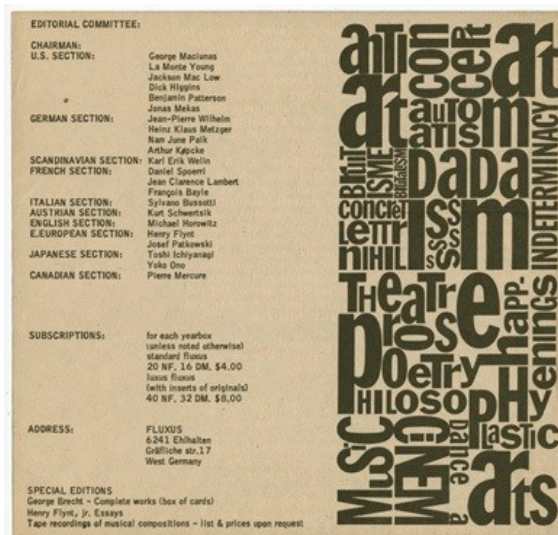 EDITORIAL COMMITTEE:
CHAIRMAN:
U.S. SECTION: George Maciunas
La Monte Young
Jackson Mac Low
Dick Higgins
Benjamin Patterson
Jonas Mekas
GERMAN SECTION: Jean-Pierre Wilhelm
Heinz Klaus Metzger
Nam June Paik
Arthur Køpcke
SCANDINAVIAN SECTION: Karl Erik Welin
FRENCH SECTION: Daniel Spoerri
Jean Clarence Lambert
François Bayle
ITALIAN SECTION: Sylvano Bussotti
AUSTRIAN SECTION: Kurt Schwertsik
ENGLISH SECTION: Michael Horowitz
E.EUROPEAN SECTION: Henry Flynt
Josef Patkowski
JAPANESE SECTION: Toshi Ichiyanagi
Yoko Ono
CANADIAN SECTION: Pierre Mercure
SUBSCRIPTIONS: for each yearbox
(unless noted otherwise)
standard fluxus
20 NF, 16 DM, $4.00
luxus fluxus
(with inserts of originals)
40 NF, 32 DM, $8.00
ADDRESS: FLUXUS
6241 Ehlhalten
Gräfliche str.17
West Germany
SPECIAL EDITIONS
George Brecht - Complete works (box of cards)
Henry Flynt, jr. Essays
Tape recordings of musical compositions - list & prices upon request
anTi
art
con
cert
art
automatism
BRUITISME
BRUtalISM
DaDa
Ism
concret
LeTTR
nIHIL
IsssssM
INDETERMINACY
THeaTre
prose
poeTry
PHILOSOPHy
happ-
enings
PLasTIc
arts
MusIc
Dance